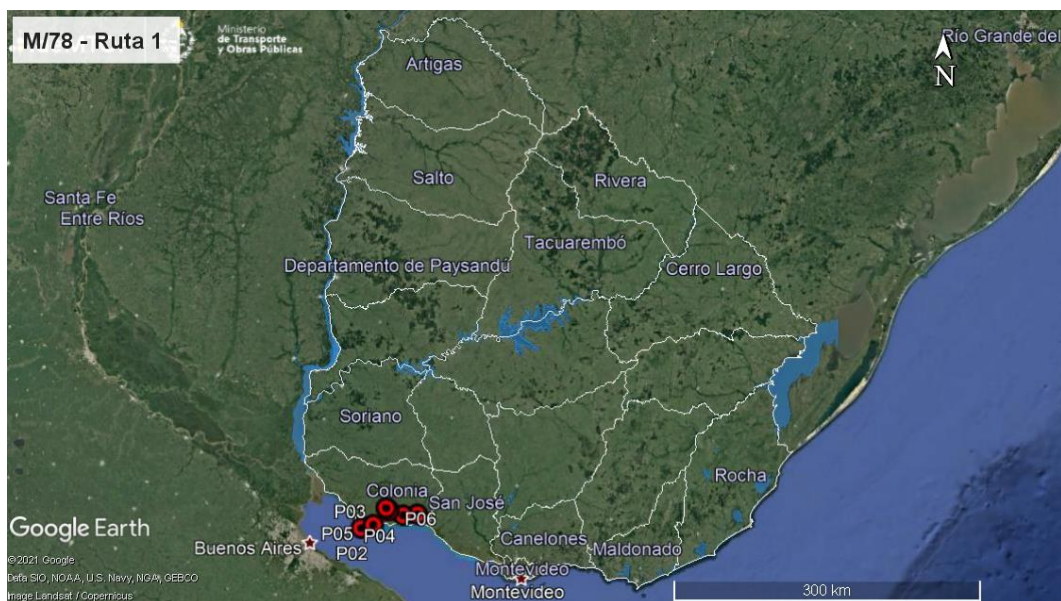 M/78 - Ruta 1
Ministerio
de Transporte
y Obras Públicas
Río Grande del
N
Artigas
Salto
Rivera
Santa Fe
Entre Ríos
Tacuarembó
Departamento de Paysandú
Cerro Largo
Soriano
Rocha
Colonia
San José
P03
P06
P05
P04
P02
Google Earth
Buenos Aires
Canelones
Maldonado
Montevideo
Montevideo
©2021 Google
Data SIO, NOAA, U.S. Navy, NGA, GEBCO
Image Landsat / Copernicus
300 km